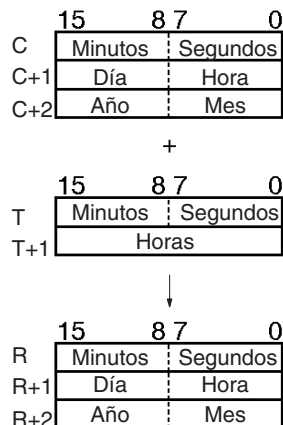 15 8 7 0
C Minutos Segundos
C+1 Día Hora
C+2 Año Mes
+
15 8 7 0
T Minutos Segundos
T+1 Horas
15 8 7 0
R Minutos Segundos
R+1 Día Hora
R+2 Año Mes